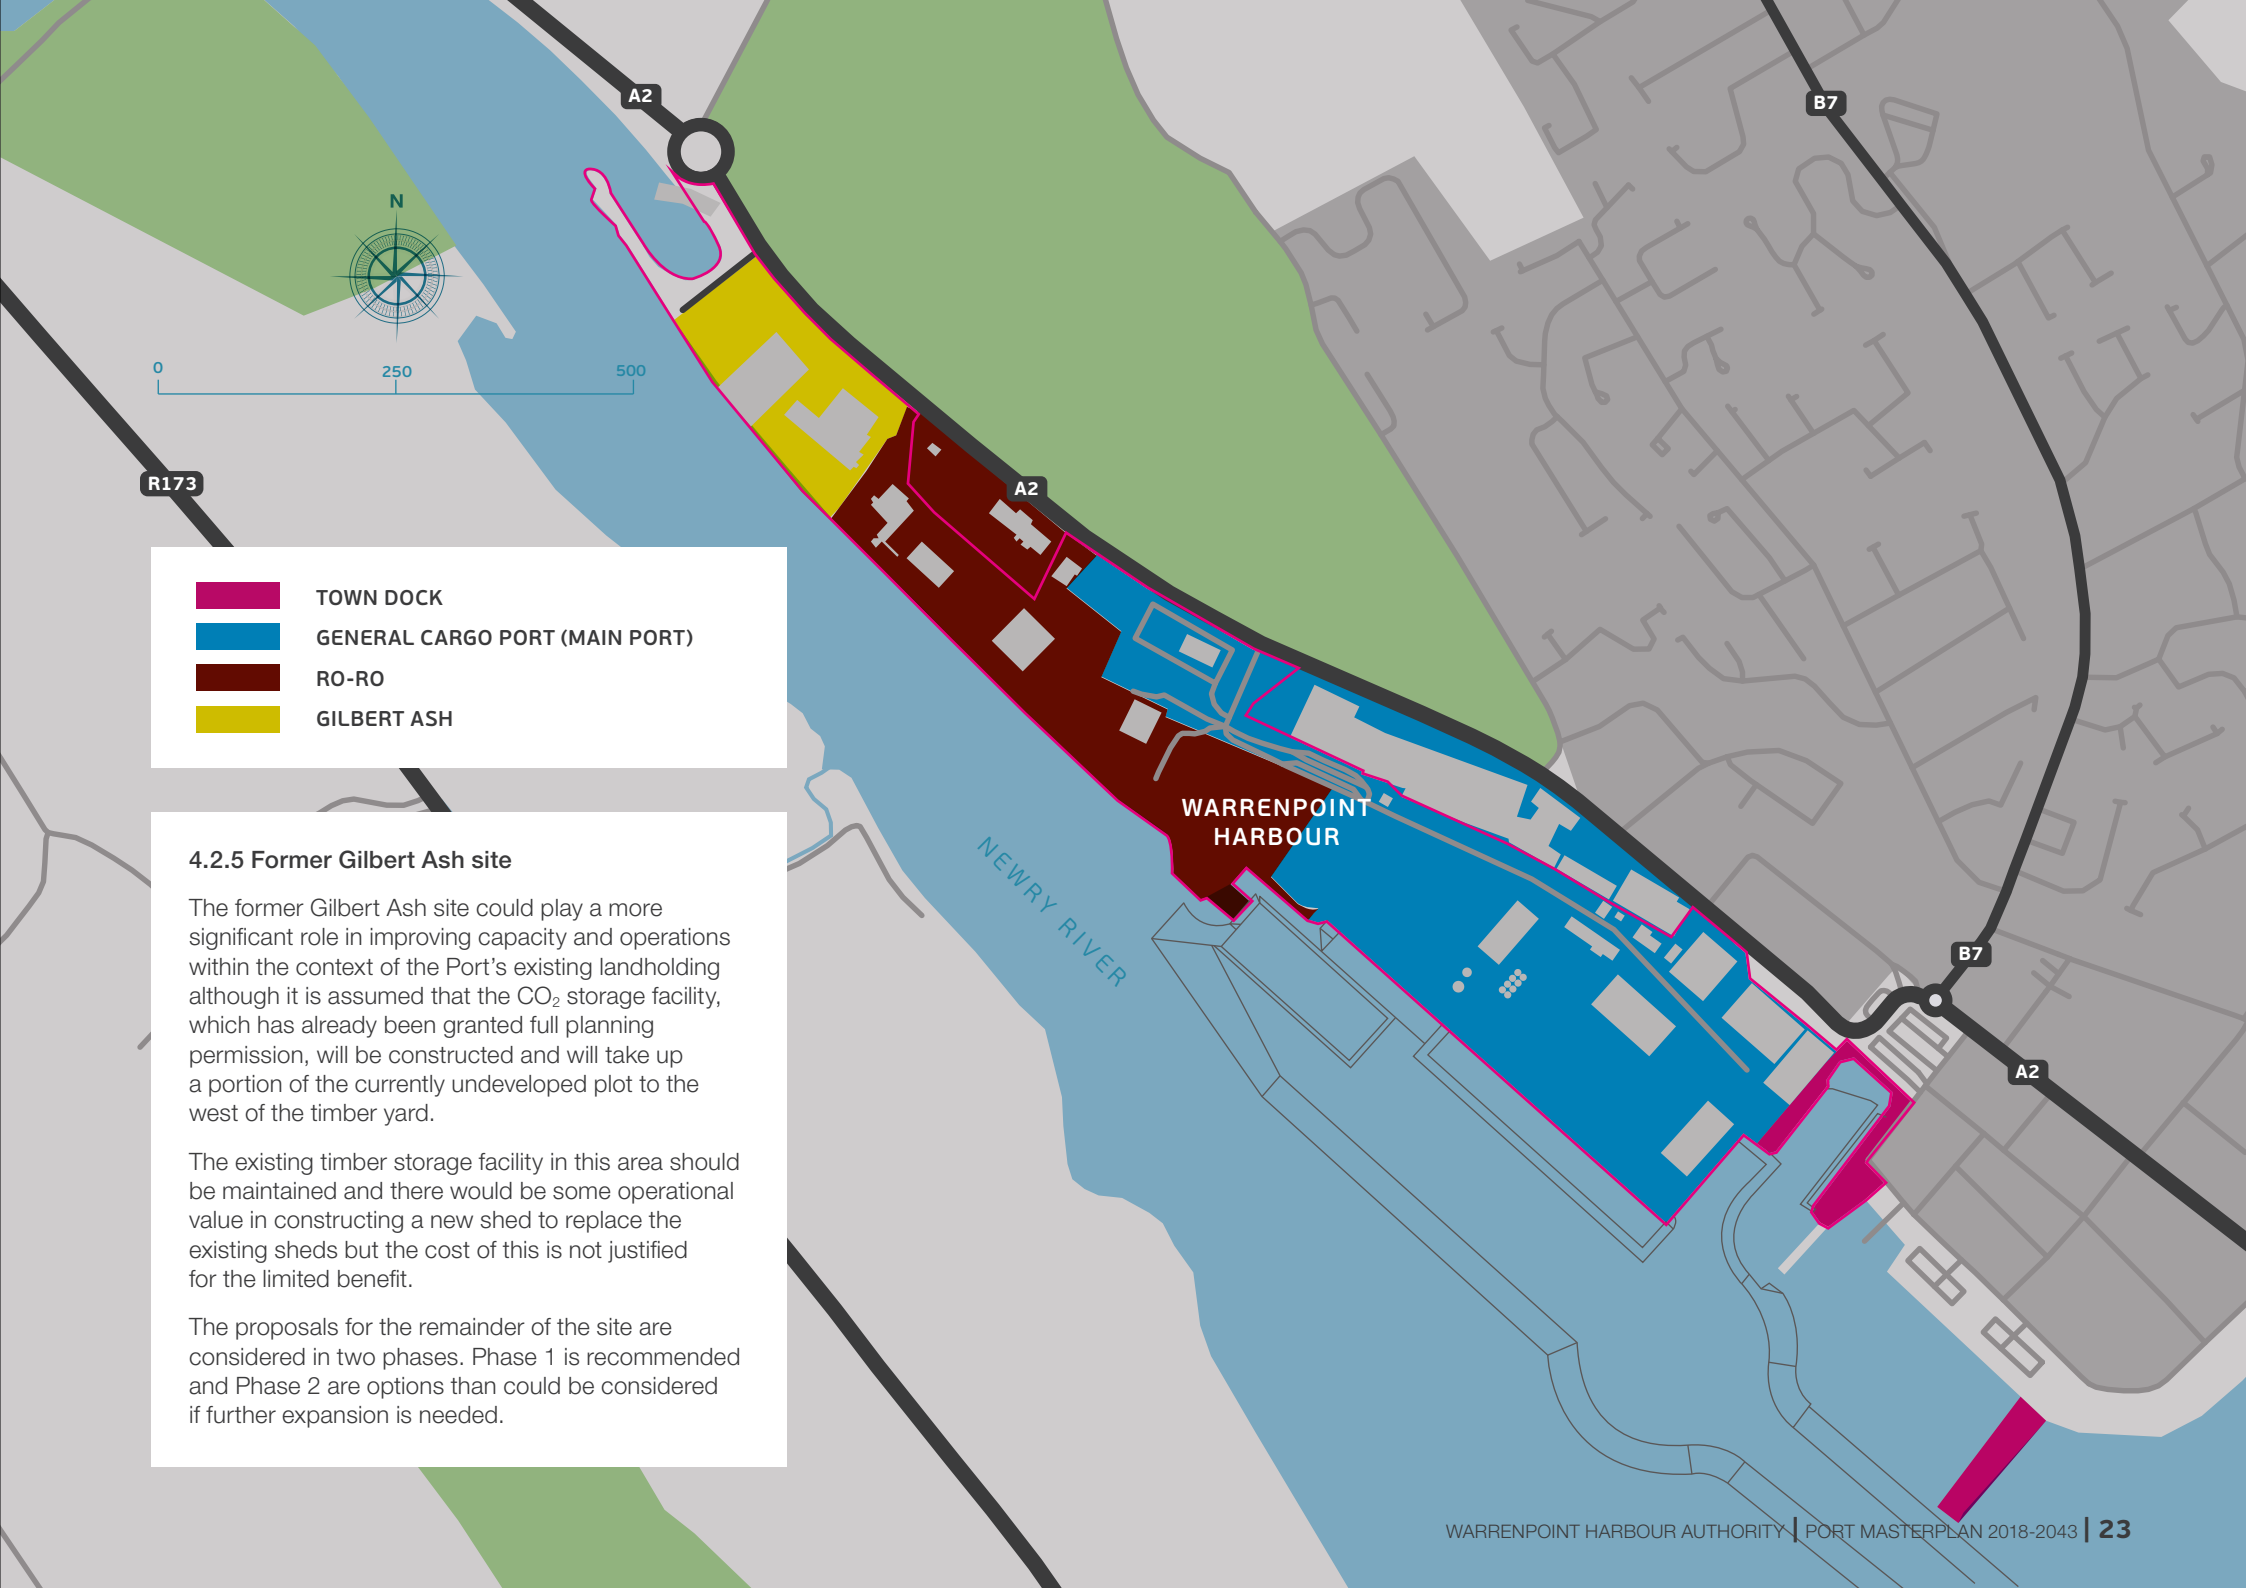 A2
B7
N
0 250 500
R173
A2
TOWN DOCK
GENERAL CARGO PORT (MAIN PORT)
RO-RO
GILBERT ASH
WARRENPOINT
HARBOUR
NEWRY RIVER
4.2.5 Former Gilbert Ash site
The former Gilbert Ash site could play a more
significant role in improving capacity and operations
within the context of the Port’s existing landholding
although it is assumed that the CO₂ storage facility,
which has already been granted full planning
permission, will be constructed and will take up
a portion of the currently undeveloped plot to the
west of the timber yard.
The existing timber storage facility in this area should
be maintained and there would be some operational
value in constructing a new shed to replace the
existing sheds but the cost of this is not justified
for the limited benefit.
The proposals for the remainder of the site are
considered in two phases. Phase 1 is recommended
and Phase 2 are options than could be considered
if further expansion is needed.
B7
A2
WARRENPOINT HARBOUR AUTHORITY | PORT MASTERPLAN 2018-2043 | 23